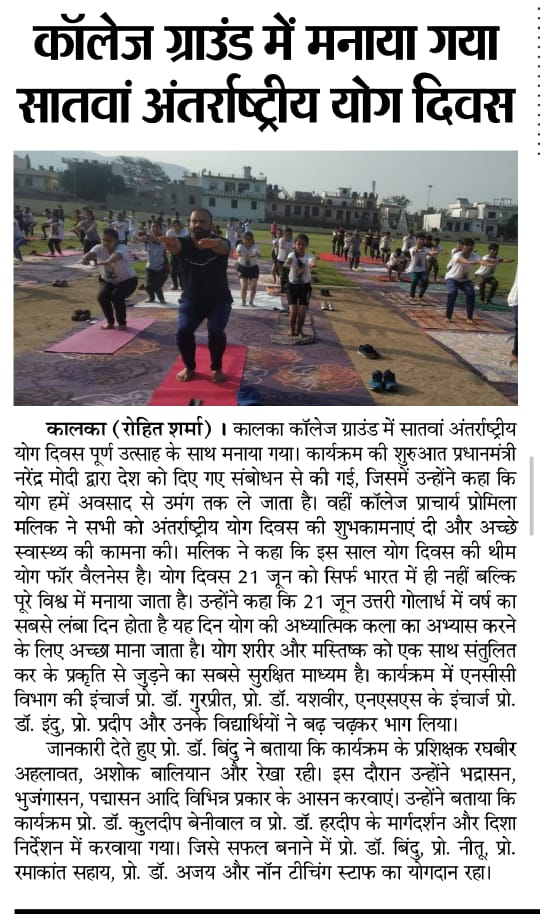 कॉलेज ग्राउंड में मनाया गया
सातवां अंतर्राष्ट्रीय योग दिवस
कालका (रोहित शर्मा) । कालका कॉलेज ग्राउंड में सातवां अंतर्राष्ट्रीय
योग दिवस पूर्ण उत्साह के साथ मनाया गया। कार्यक्रम की शुरुआत प्रधानमंत्री
नरेंद्र मोदी द्वारा देश को दिए गए संबोधन से की गई, जिसमें उन्होंने कहा कि
योग हमें अवसाद से उमंग तक ले जाता है। वहीं कॉलेज प्राचार्य प्रोमिला
मलिक ने सभी को अंतर्राष्ट्रीय योग दिवस की शुभकामनाएं दी और अच्छे
स्वास्थ्य की कामना की। मलिक ने कहा कि इस साल योग दिवस की थीम
योग फॉर वैलनेस है। योग दिवस 21 जून को सिर्फ भारत में ही नहीं बल्कि
पूरे विश्व में मनाया जाता है। उन्होंने कहा कि 21 जून उत्तरी गोलार्ध में वर्ष का
सबसे लंबा दिन होता है यह दिन योग की अध्यात्मिक कला का अभ्यास करने
के लिए अच्छा माना जाता है। योग शरीर और मस्तिष्क को एक साथ संतुलित
कर के प्रकृति से जुड़ने का सबसे सुरक्षित माध्यम है। कार्यक्रम में एनसीसी
विभाग की इंचार्ज प्रो. डॉ. गुरप्रीत, प्रो. डॉ. यशवीर, एनएसएस के इंचार्ज प्रो.
डॉ. इंदु, प्रो. प्रदीप और उनके विद्यार्थियों ने बढ़ चढ़कर भाग लिया।
जानकारी देते हुए प्रो. डॉ. बिंदु ने बताया कि कार्यक्रम के प्रशिक्षक रघबीर
अहलावत, अशोक बालियान और रेखा रही। इस दौरान उन्होंने भद्रासन,
भुजंगासन, पद्मासन आदि विभिन्न प्रकार के आसन करवाएं। उन्होंने बताया कि
कार्यक्रम प्रो. डॉ. कुलदीप बेनीवाल व प्रो. डॉ. हरदीप के मार्गदर्शन और दिशा
निर्देशन में करवाया गया। जिसे सफल बनाने में प्रो. डॉ. बिंदु, प्रो. नीतू, प्रो.
रमाकांत सहाय, प्रो. डॉ. अजय और नॉन टीचिंग स्टाफ का योगदान रहा।